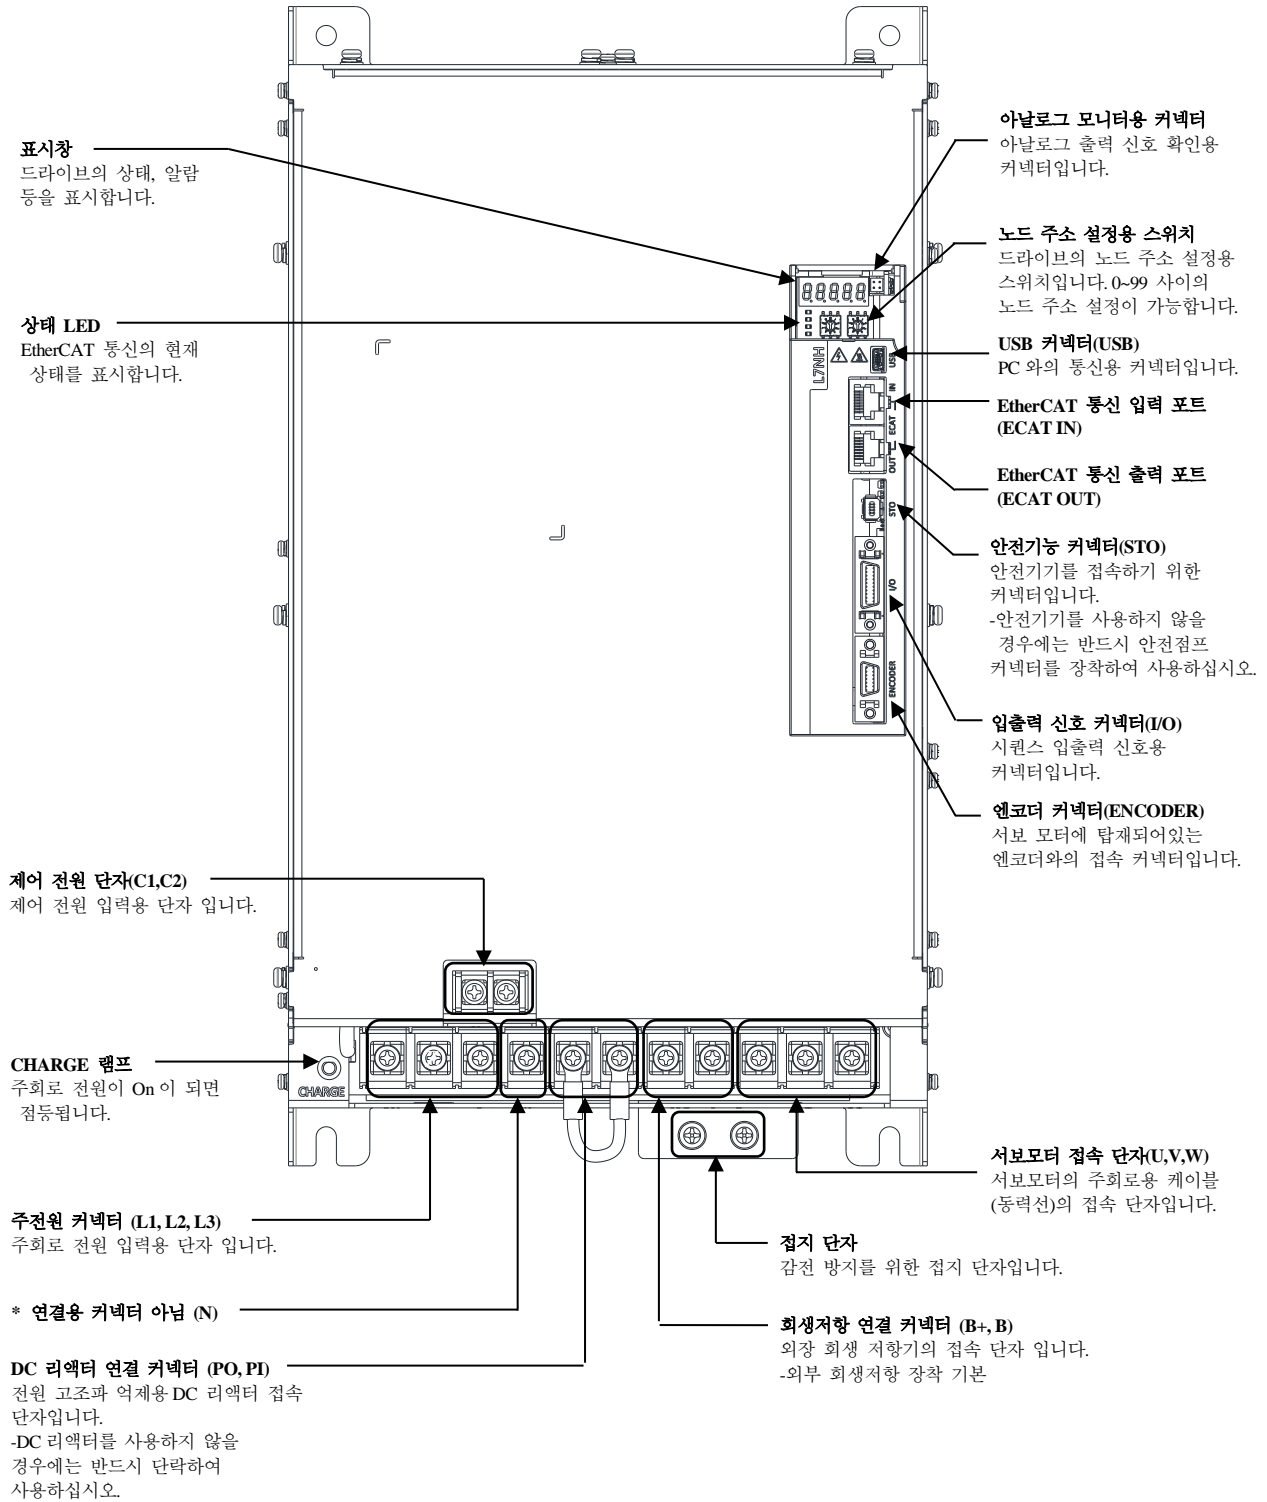 표시창
드라이브의 상태, 알람
등을 표시합니다.
상태 LED
EtherCAT 통신의 현재
상태를 표시합니다.
아날로그 모니터용 커넥터
아날로그 출력 신호 확인용
커넥터입니다.
노드 주소 설정용 스위치
드라이브의 노드 주소 설정용
스위치입니다. 0~99 사이의
노드 주소 설정이 가능합니다.
USB 커넥터(USB)
PC 와의 통신용 커넥터입니다.
EtherCAT 통신 입력 포트
(ECAT IN)
EtherCAT 통신 출력 포트
(ECAT OUT)
안전기능 커넥터(STO)
안전기기를 접속하기 위한
커넥터입니다.
-안전기기를 사용하지 않을
경우에는 반드시 안전점프
커넥터를 장착하여 사용하십시오.
입출력 신호 커넥터(I/O)
시퀀스 입출력 신호용
커넥터입니다.
엔코더 커넥터(ENCODER)
서보 모터에 탑재되어있는
엔코더와의 접속 커넥터입니다.
88888
L7NH
USB
IN
ECAT
OUT
STO
I/O
ENCODER
제어 전원 단자(C1,C2)
제어 전원 입력용 단자 입니다.
CHARGE 램프
주회로 전원이 On 이 되면
점등됩니다.
CHARGE
주전원 커넥터 (L1, L2, L3)
주회로 전원 입력용 단자 입니다.
* 연결용 커넥터 아님 (N)
DC 리액터 연결 커넥터 (PO, PI)
전원 고조파 억제용 DC 리액터 접속
단자입니다.
-DC 리액터를 사용하지 않을
경우에는 반드시 단락하여
사용하십시오.
서보모터 접속 단자(U,V,W)
서보모터의 주회로용 케이블
(동력선)의 접속 단자입니다.
접지 단자
감전 방지를 위한 접지 단자입니다.
회생저항 연결 커넥터 (B+, B)
외장 회생 저항기의 접속 단자 입니다.
-외부 회생저항 장착 기본